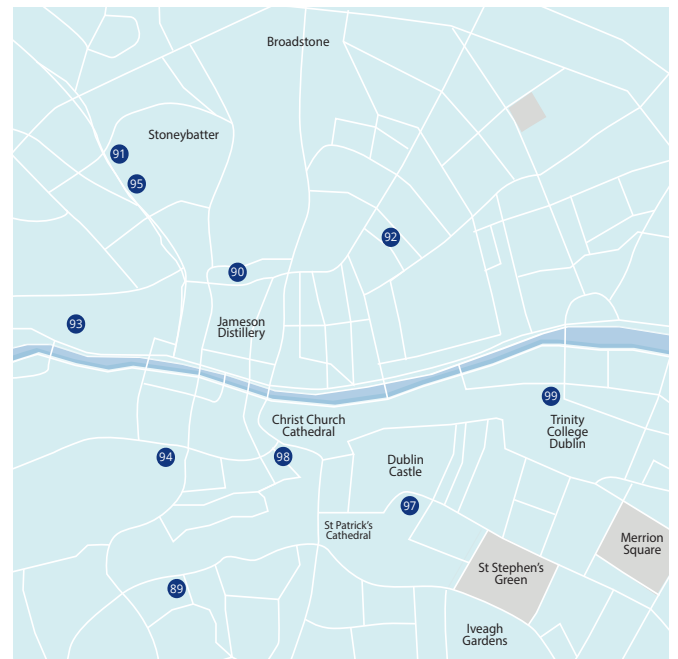 Broadstone
Stoneybatter
91
95
92
90
93
Jameson
Distillery
99
Christ Church
Cathedral
Trinity
College
Dublin
94
98
Dublin
Castle
97
St Patrick's
Cathedral
Merrion
Square
St Stephen's
Green
89
Iveagh
Gardens